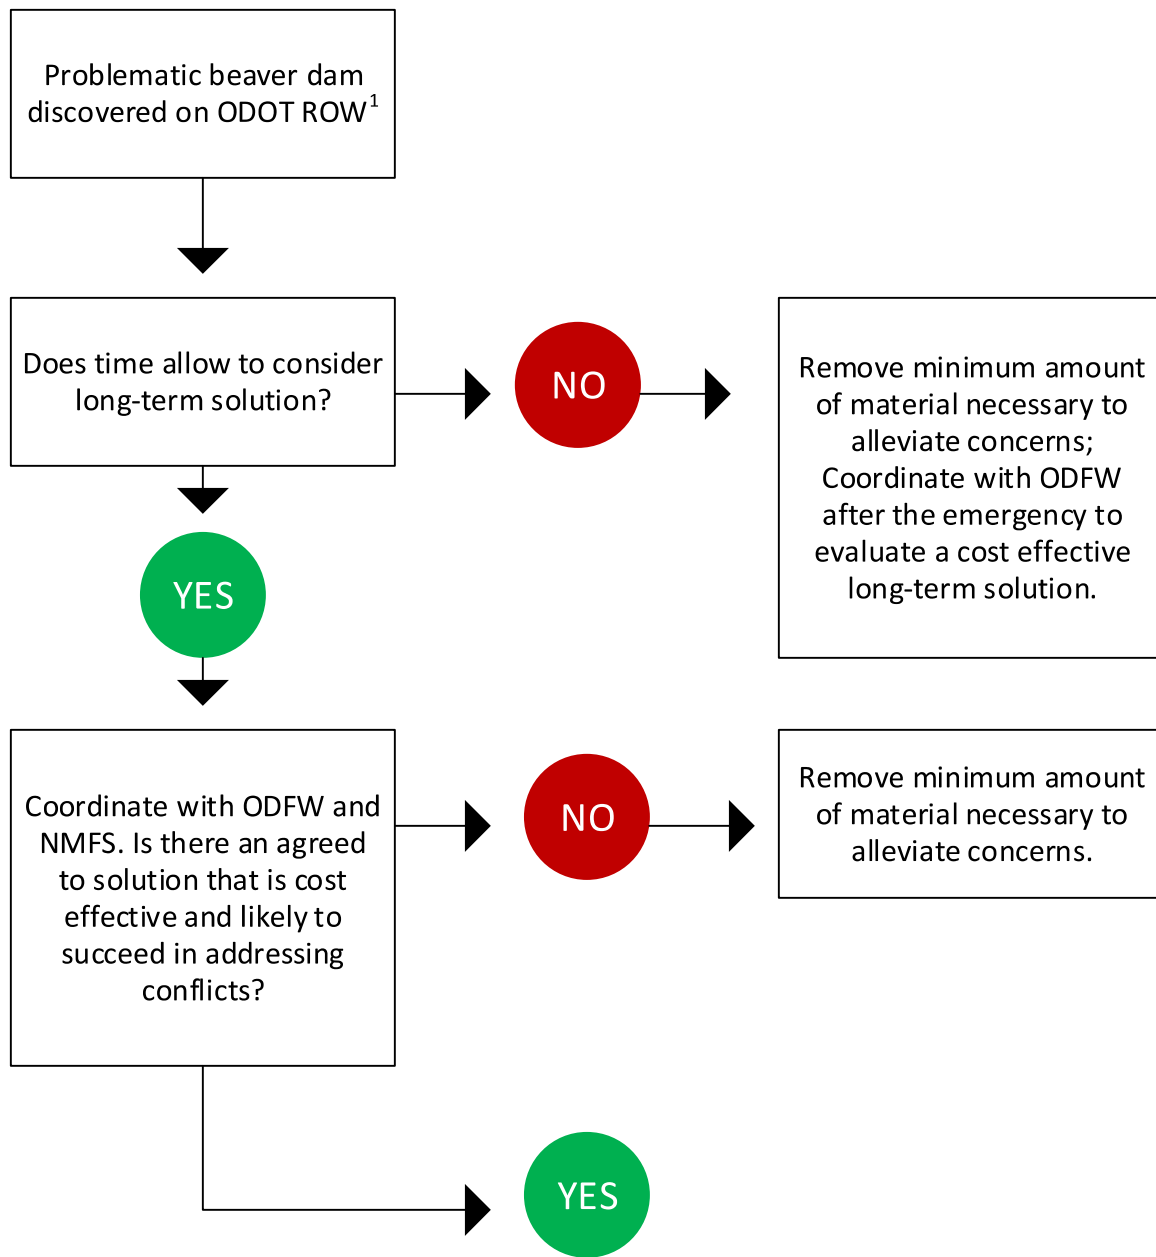 Problematic beaver dam
discovered on ODOT ROW¹
Does time allow to consider
long-term solution?
NO
Remove minimum amount
of material necessary to
alleviate concerns;
Coordinate with ODFW
after the emergency to
evaluate a cost effective
long-term solution.
YES
Coordinate with ODFW and
NMFS. Is there an agreed
to solution that is cost
effective and likely to
succeed in addressing
conflicts?
NO
Remove minimum amount
of material necessary to
alleviate concerns.
YES